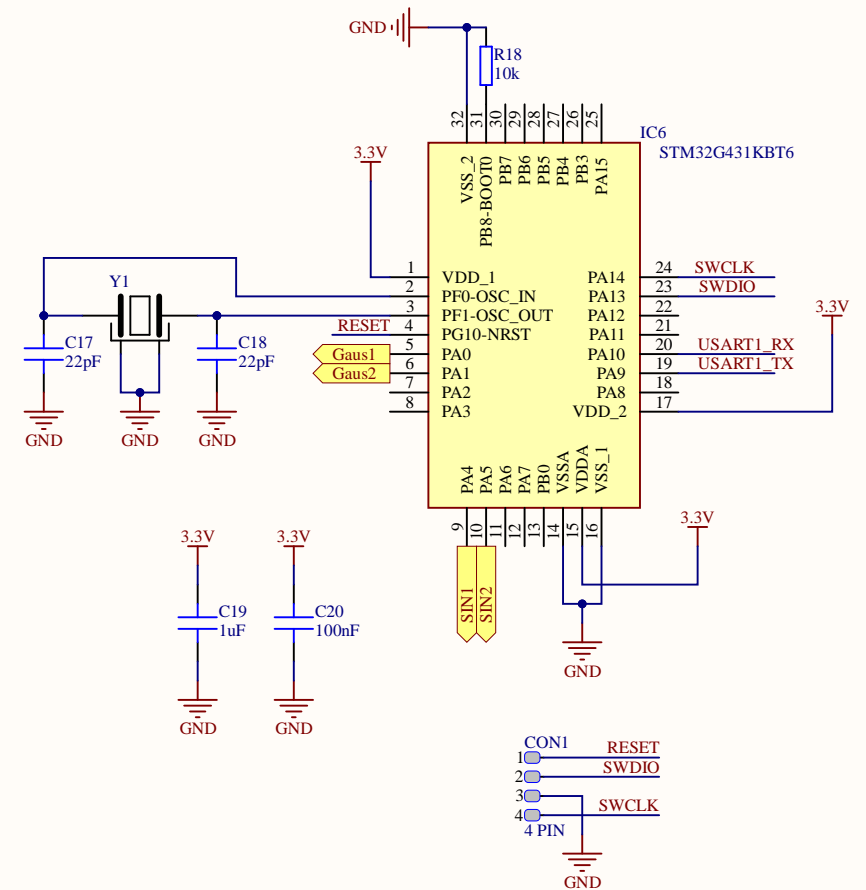 GND
R18
10k
32
31
30
29
28
27
26
25
IC6
STM32G431KBT6
VSS_2
PB8-BOOT0
PB7
PB6
PB5
PB4
PB3
PA15
3.3V
1 VDD_1
2 PF0-OSC_IN
3 PF1-OSC_OUT
RESET 4 PG10-NRST
Gaus1 5 PA0
Gaus2 6 PA1
7 PA2
8 PA3
PA14 24 SWCLK
PA13 23 SWDIO
PA12 22
PA11 21
PA10 20 USART1_RX
PA9 19 USART1_TX
PA8 18
VDD_2 17
3.3V
Y1
C17
22pF
C18
22pF
GND
GND
GND
PA4
PA5
PA6
PA7
PB0
VSSA
VDDA
VSS_1
9
10
11
12
13
14
15
16
SIN1
SIN2
3.3V
GND
3.3V
C19
1uF
GND
3.3V
C20
100nF
GND
CON1
1 RESET
2 SWDIO
3
4 SWCLK
4 PIN
GND